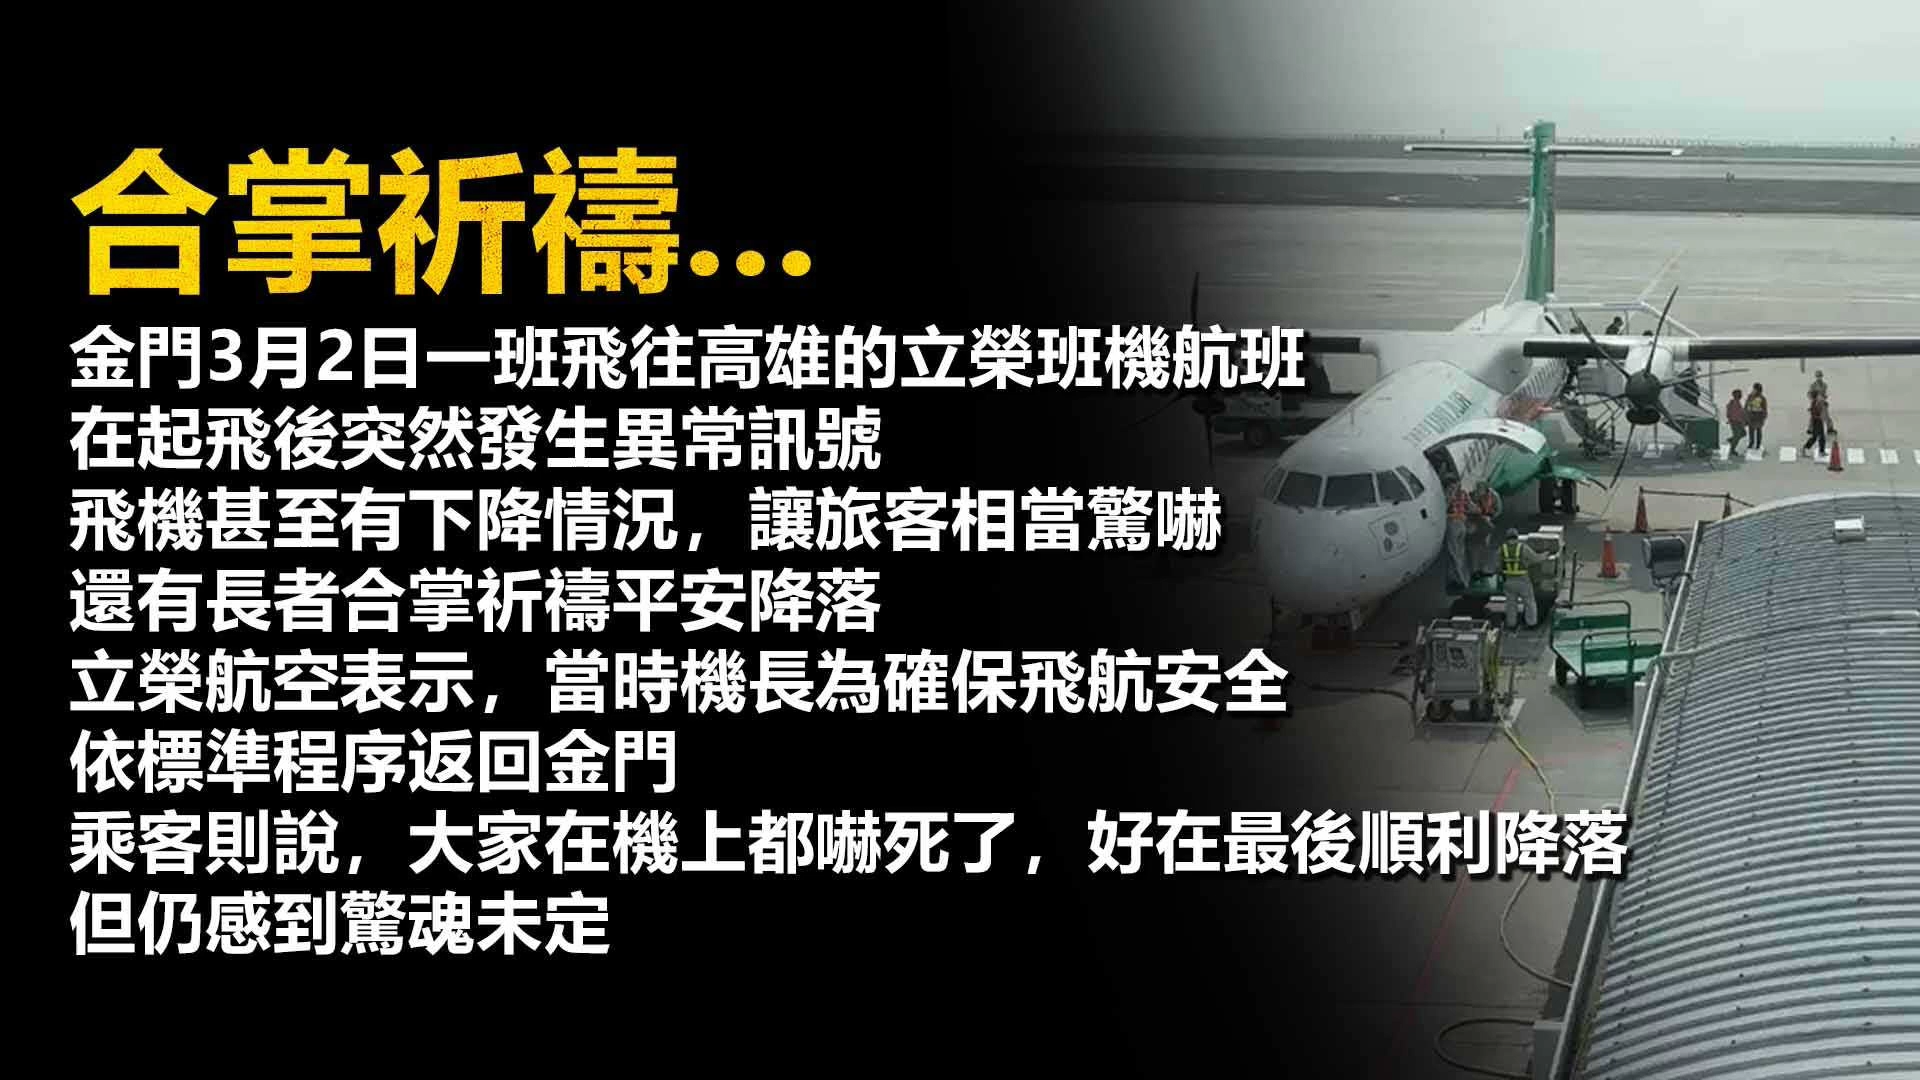 合掌祈禱...
金門3月2日一班飛往高雄的立榮班機航班
在起飛後突然發生異常訊號
飛機甚至有下降情況，讓旅客相當驚嚇
還有長者合掌祈禱平安降落
立榮航空表示，當時機長為確保飛航安全
依標準程序返回金門
乘客則說，大家在機上都嚇死了，好在最後順利降落
但仍感到驚魂未定